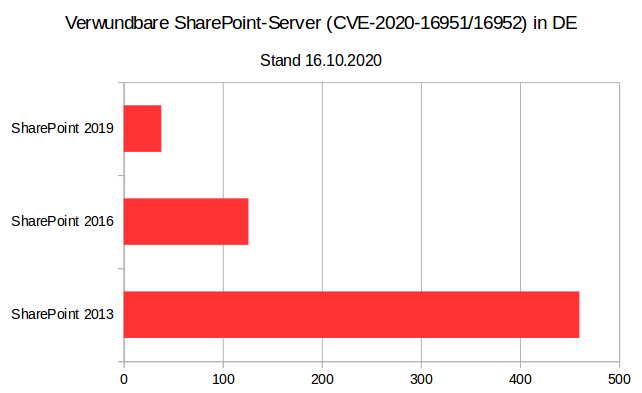 Verwundbare SharePoint-Server (CVE-2020-16951/16952) in DE
Stand 16.10.2020
SharePoint 2019
SharePoint 2016
SharePoint 2013
0 100 200 300 400 500